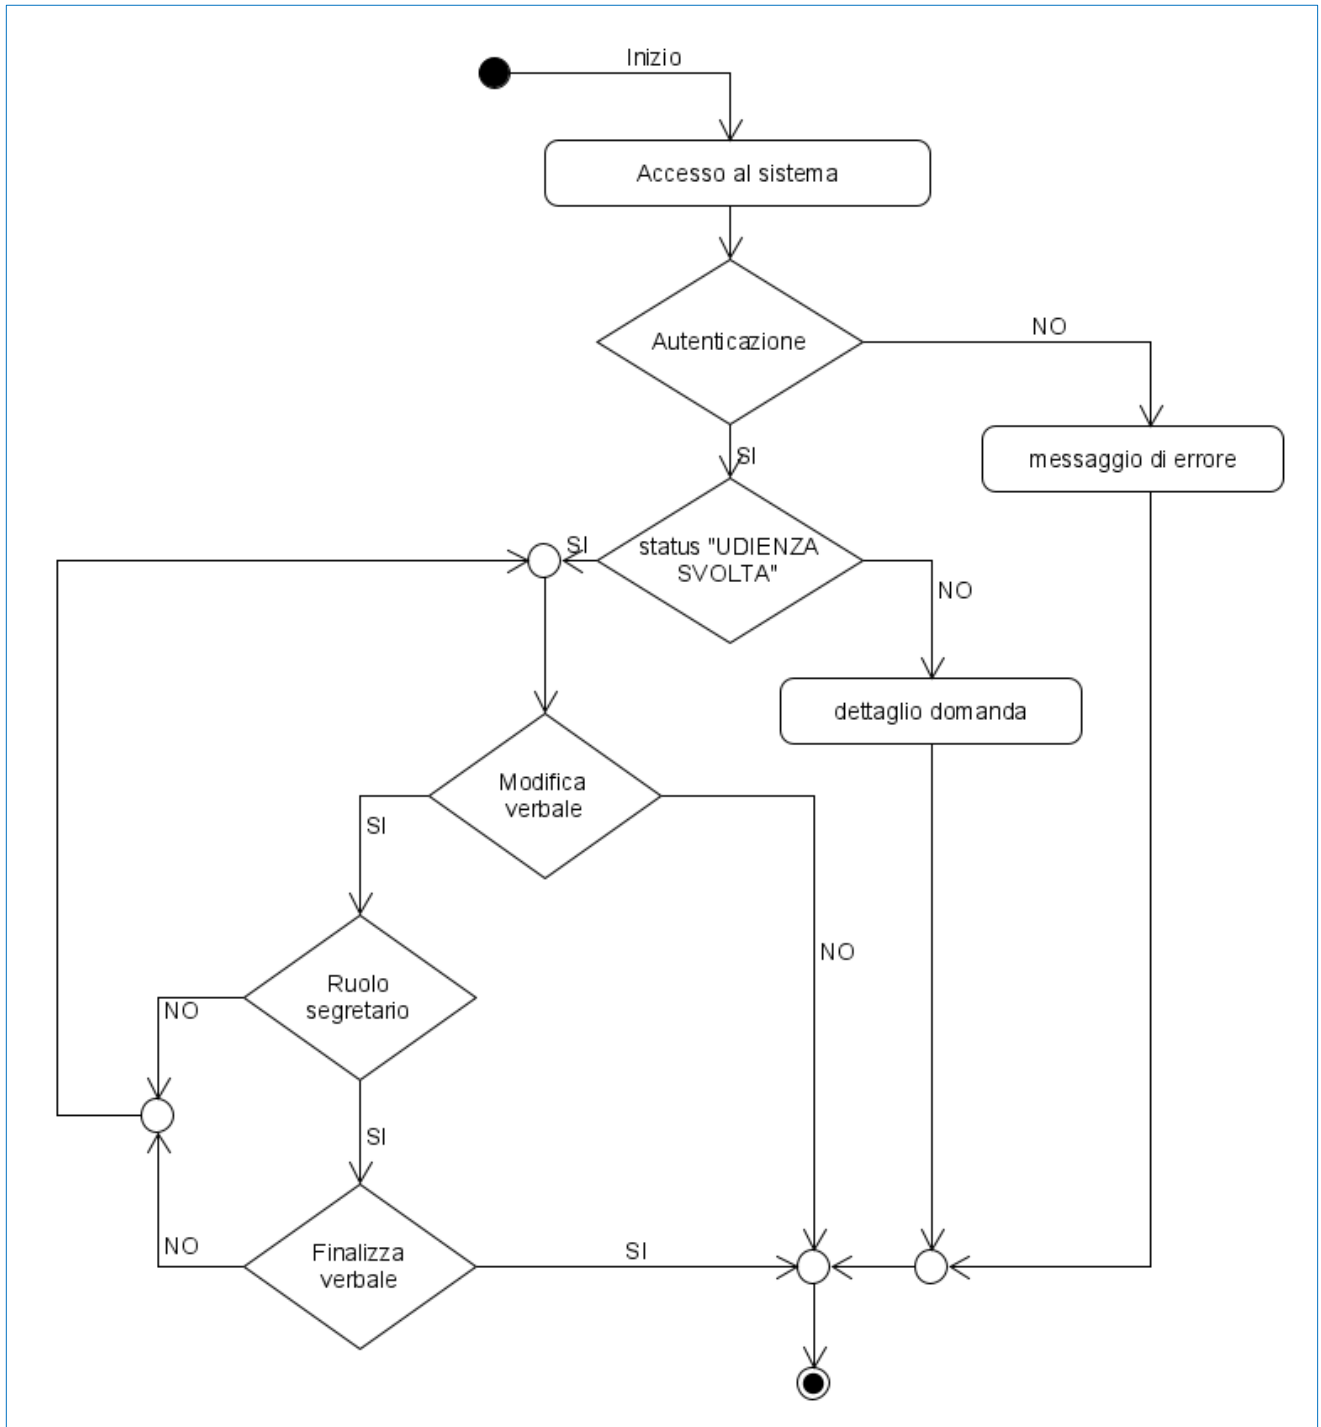 Inizio
Accesso al sistema
Autenticazione
NO
messaggio di errore
SI
status "UDIENZA
SVOLTA"
SI
NO
dettaglio domanda
Modifica
verbale
SI
NO
Ruolo
segretario
NO
SI
Finalizza
verbale
NO
SI